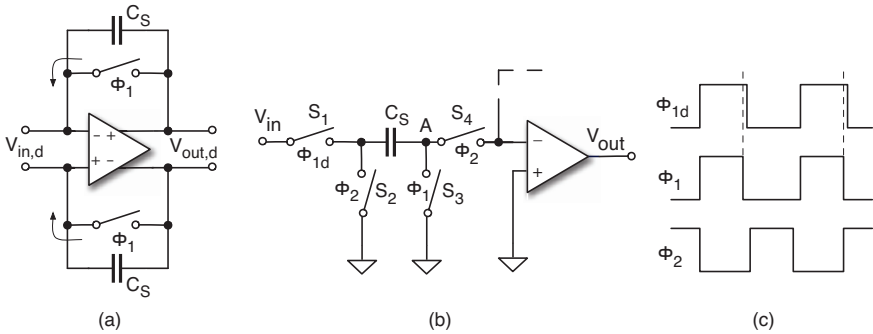 C_S
Φ_1
V_in,d
- +
+ -
V_out,d
Φ_1
C_S
(a)
V_in
S_1
Φ_1d
C_S
A
S_4
Φ_2
Φ_2
S_2
Φ_1
S_3
−
+
V_out
(b)
Φ_1d
Φ_1
Φ_2
(c)